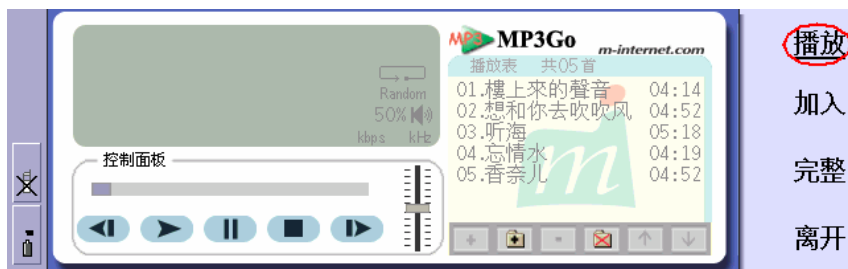 MP3 MP3Go m-internet.com
播放表 共05首
01.樓上來的聲音 04:14
02.想和你去吹吹风 04:52
03.听海 05:18
04.忘情水 04:19
05.香奈儿 04:52
Random
50%
kbps kHz
控制面板
播放
加入
完整
离开